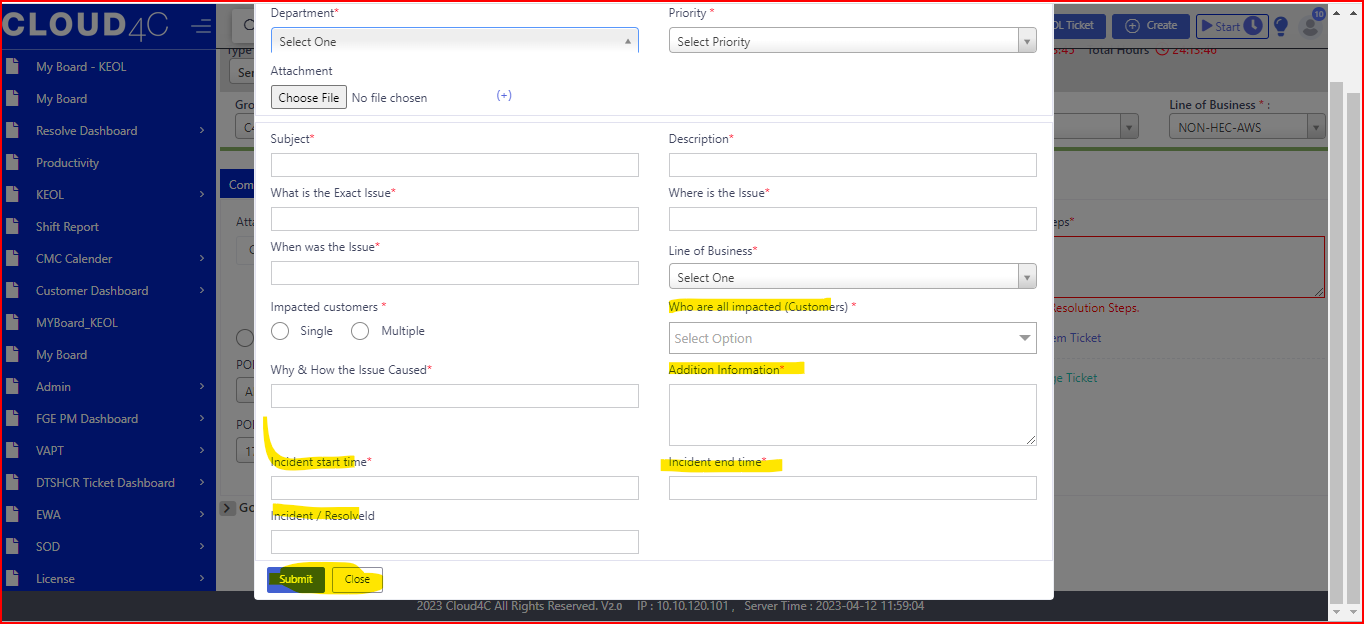 CLOUD4C
My Board - KEOL
My Board
Resolve Dashboard
Productivity
KEOL
Shift Report
CMC Calender
Customer Dashboard
MYBoard_KEOL
My Board
Admin
FGE PM Dashboard
VAPT
DTSHCR Ticket Dashboard
EWA
SOD
License
Department*
Priority *
Select One
Select Priority
Attachment
Choose File No file chosen (+)
Subject*
Description*
What is the Exact Issue*
Where is the Issue*
When was the Issue*
Line of Business*
Select One
Impacted customers *
Who are all impacted (Customers) *
Single Multiple
Select Option
Why & How the Issue Caused*
Addition Information*
Incident start time*
Incident end time*
Incident / ResolveId
Submit
Close
OL Ticket
Create
Start
10
Total Hours 24:13:46
Line of Business * :
NON-HEC-AWS
esolution Steps.
em Ticket
ge Ticket
2023 Cloud4C All Rights Reserved. V2.0 IP : 10.10.120.101 , Server Time : 2023-04-12 11:59:04